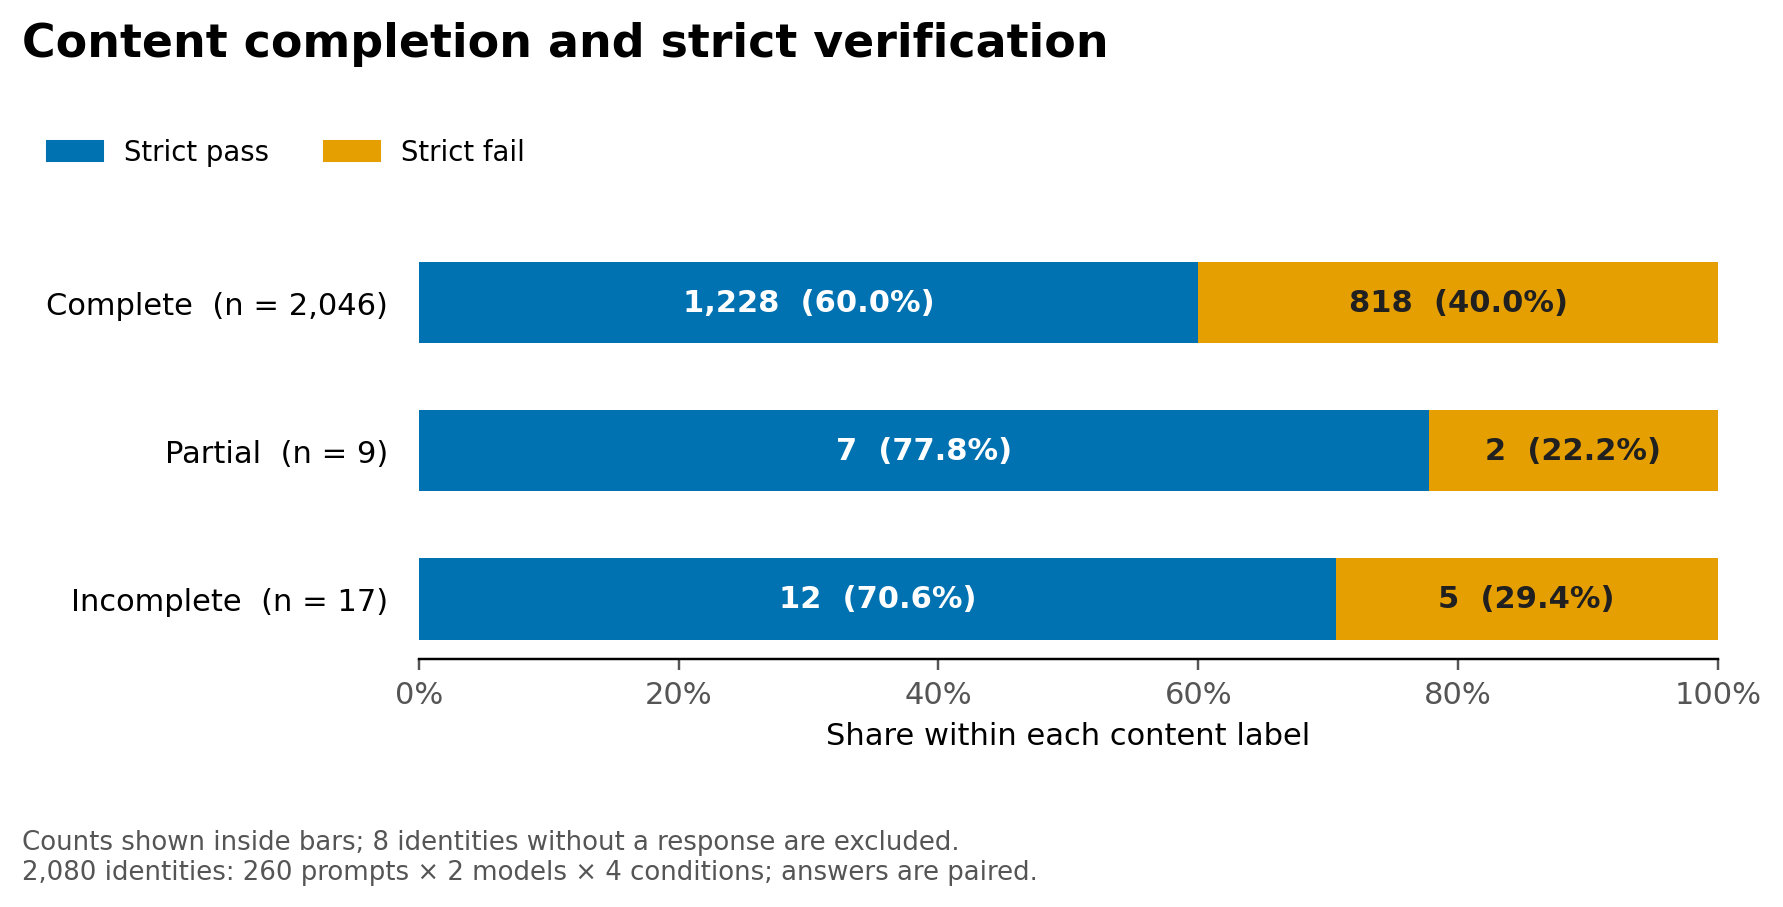 Content completion and strict verification
Strict pass Strict fail
Complete (n = 2,046) 1,228 (60.0%) 818 (40.0%)
Partial (n = 9) 7 (77.8%) 2 (22.2%)
Incomplete (n = 17) 12 (70.6%) 5 (29.4%)
0% 20% 40% 60% 80% 100%
Share within each content label
Counts shown inside bars; 8 identities without a response are excluded.
2,080 identities: 260 prompts × 2 models × 4 conditions; answers are paired.